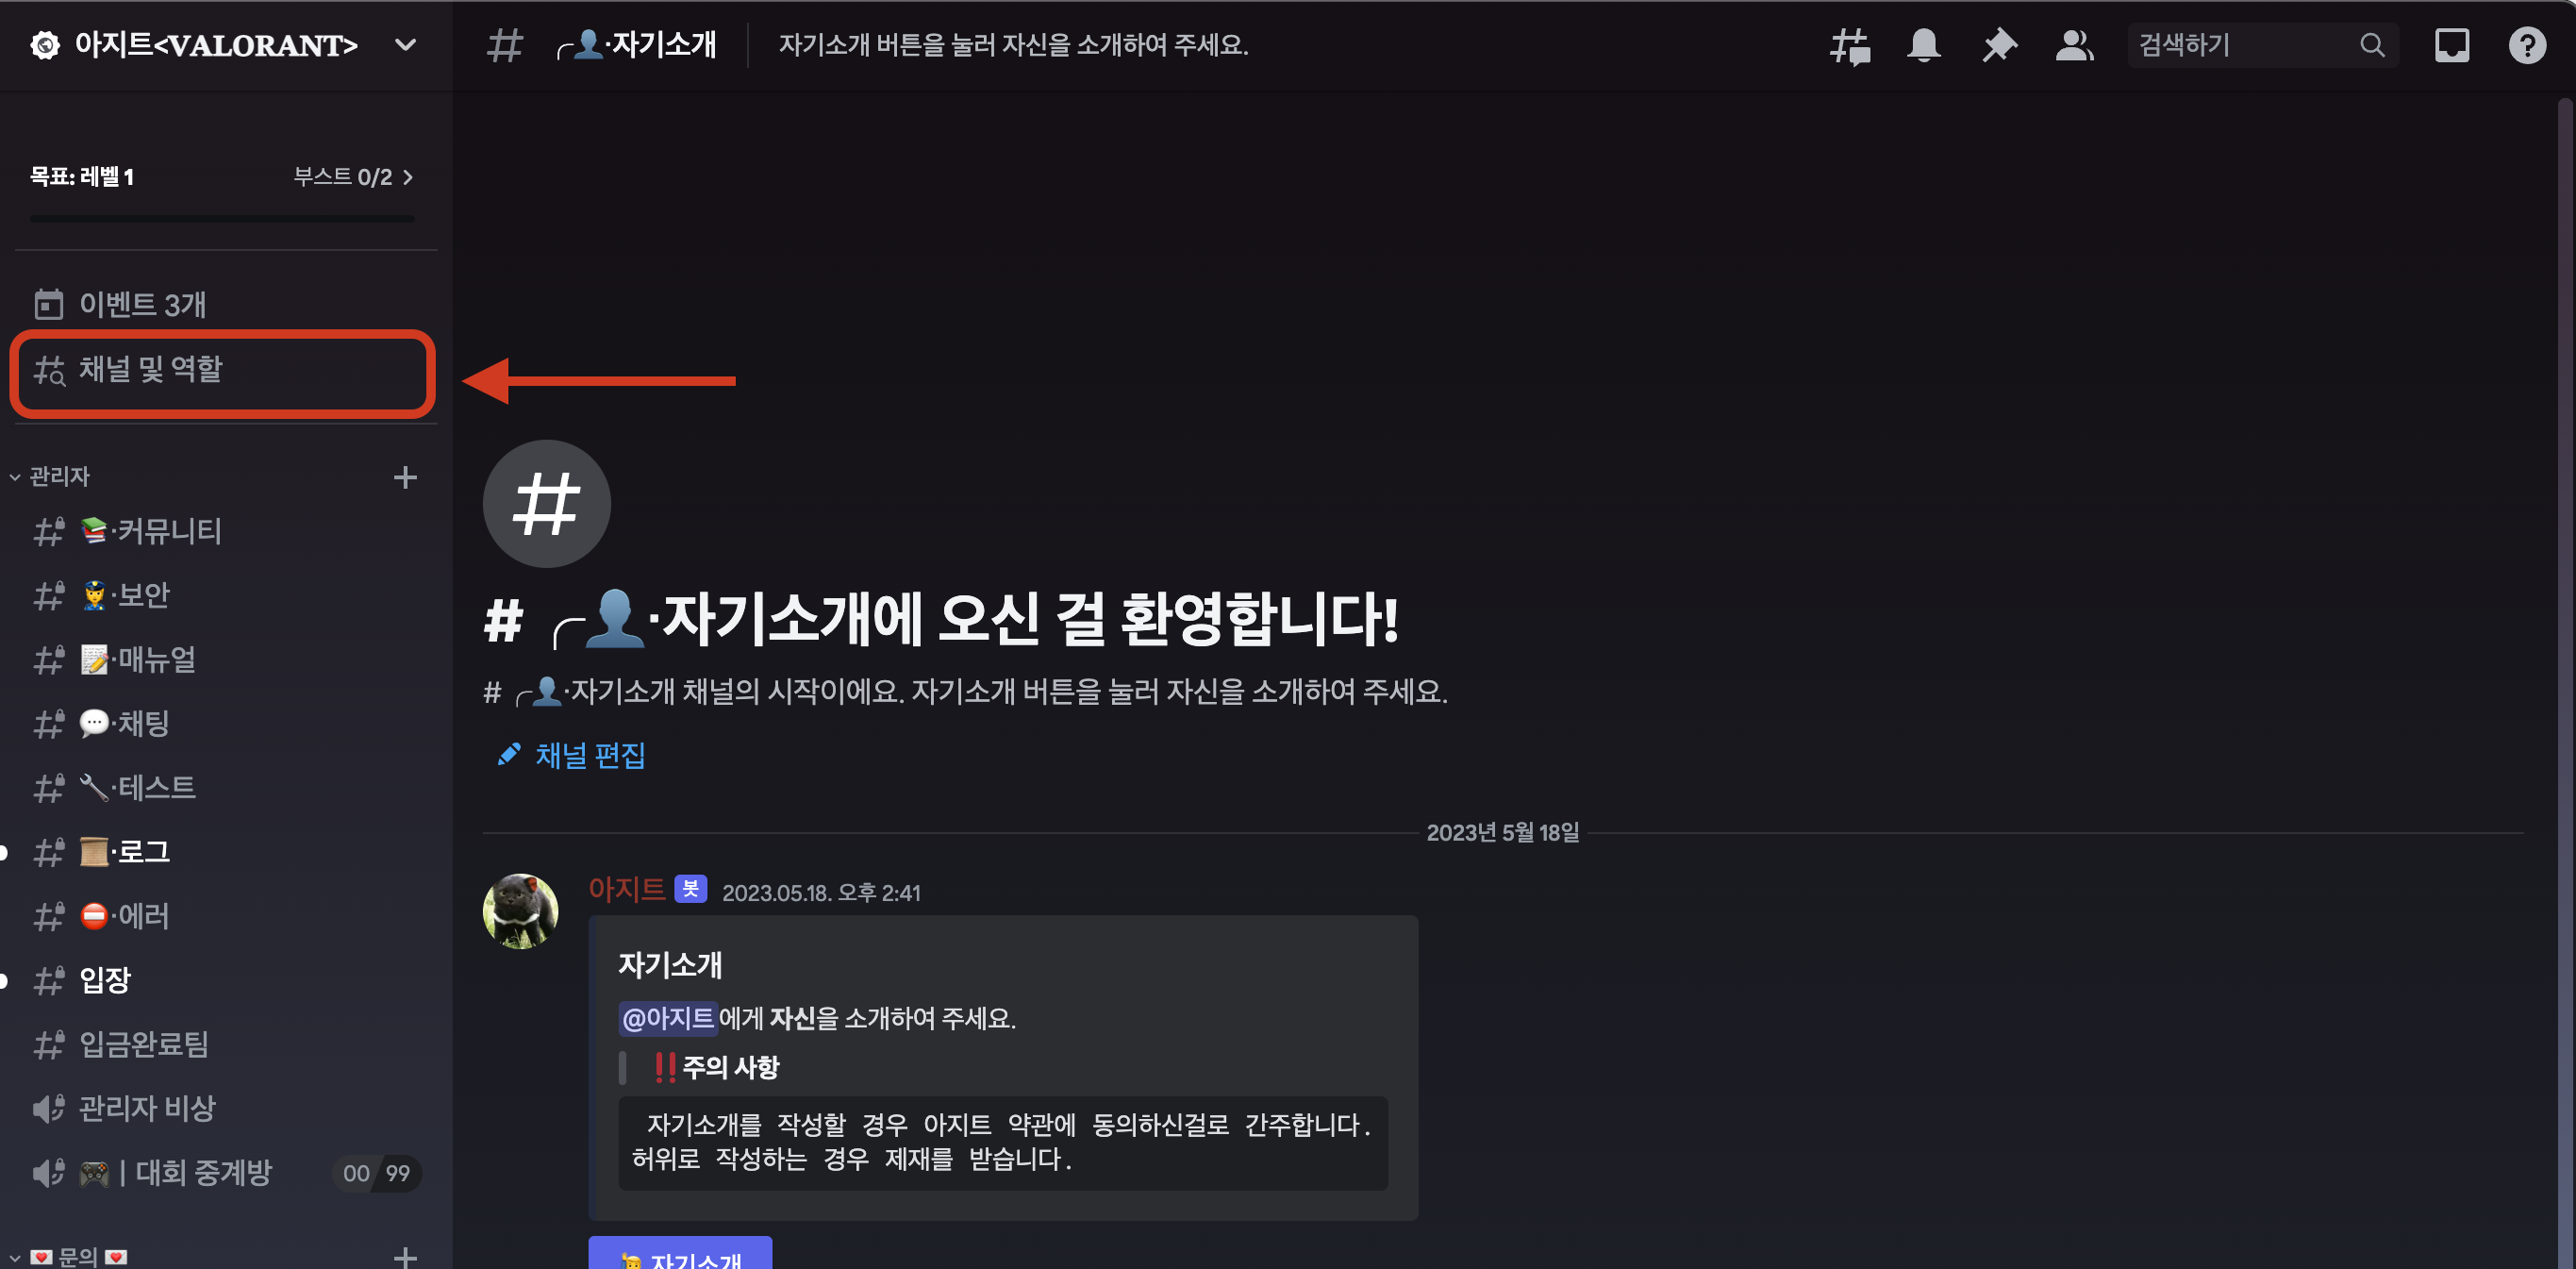 아지트<VALORANT>
목표: 레벨 1
부스트 0/2
이벤트 3개
채널 및 역할
관리자
📚·커뮤니티
👮·보안
📝·매뉴얼
💬·채팅
🔧·테스트
📜·로그
⛔·에러
입장
입금완료팀
관리자 비상
🎮ㅣ대회 중계방
00 99
💌 문의 💌
# ╭👤·자기소개
자기소개 버튼을 눌러 자신을 소개하여 주세요.
검색하기
# ╭👤·자기소개에 오신 걸 환영합니다!
# ╭👤·자기소개 채널의 시작이에요. 자기소개 버튼을 눌러 자신을 소개하여 주세요.
채널 편집
2023년 5월 18일
아지트 봇 2023.05.18. 오후 2:41
자기소개
@아지트에게 자신을 소개하여 주세요.
‼️주의 사항
자기소개를 작성할 경우 아지트 약관에 동의하신걸로 간주합니다.
허위로 작성하는 경우 제재를 받습니다.
🙋‍♂️ 자기소개